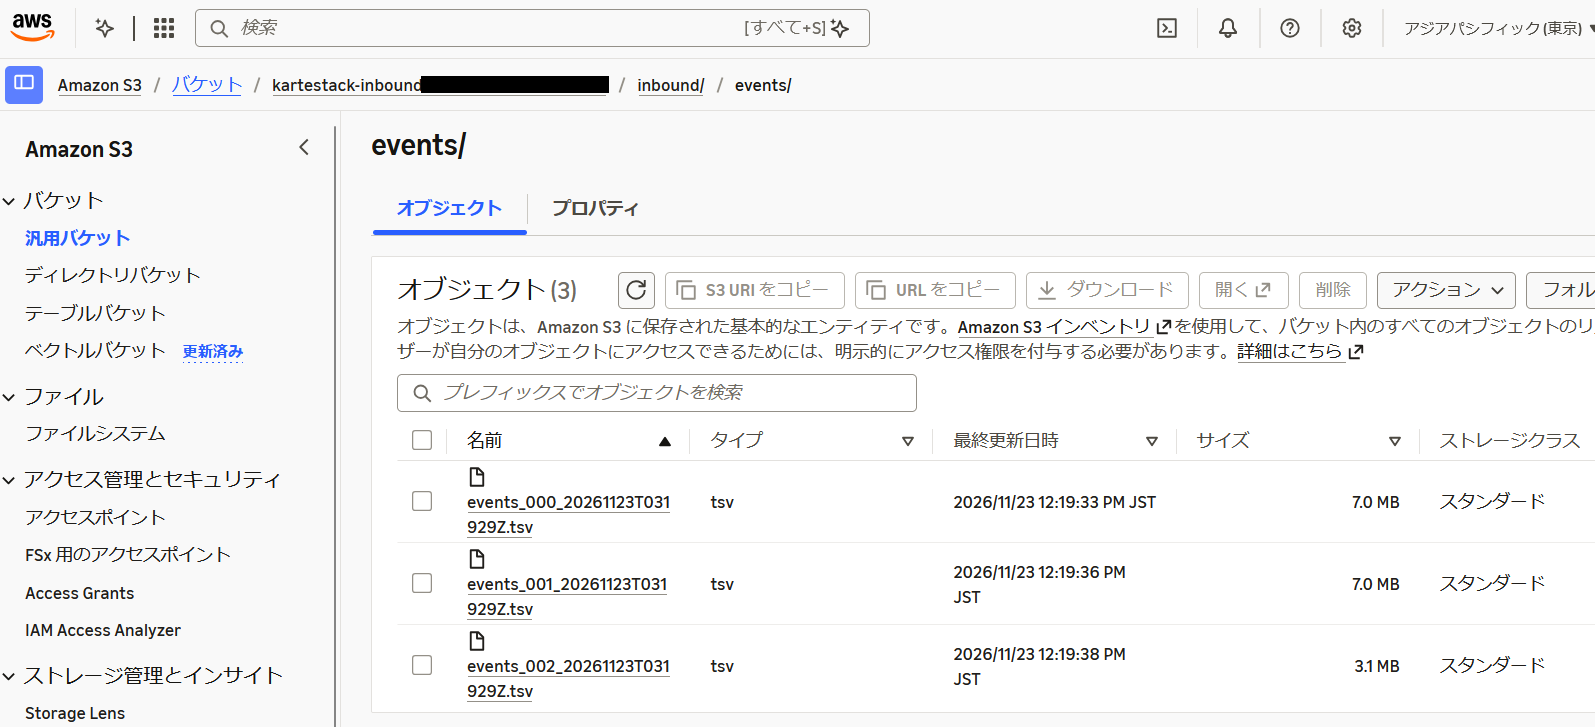 aws
検索
[すべて+S]
アジアパシフィック (東京)
Amazon S3 / バケット / kartestack-inbound / inbound/ / events/
Amazon S3
バケット
汎用バケット
ディレクトリバケット
テーブルバケット
ベクトルバケット 更新済み
ファイル
ファイルシステム
アクセス管理とセキュリティ
アクセスポイント
FSx 用のアクセスポイント
Access Grants
IAM Access Analyzer
ストレージ管理とインサイト
Storage Lens
events/
オブジェクト プロパティ
オブジェクト (3)
S3 URI をコピー URL をコピー ダウンロード 開く 削除 アクション フォル
オブジェクトは、Amazon S3 に保存された基本的なエンティティです。Amazon S3 インベントリ を使用して、バケット内のすべてのオブジェクトのリ
ザーが自分のオブジェクトにアクセスできるためには、明示的にアクセス権限を付与する必要があります。詳細はこちら
プレフィックスでオブジェクトを検索
名前 タイプ 最終更新日時 サイズ ストレージクラス
events_000_20261123T031
929Z.tsv
tsv
2026/11/23 12:19:33 PM JST
7.0 MB
スタンダード
events_001_20261123T031
929Z.tsv
tsv
2026/11/23 12:19:36 PM
JST
7.0 MB
スタンダード
events_002_20261123T031
929Z.tsv
tsv
2026/11/23 12:19:38 PM
JST
3.1 MB
スタンダード